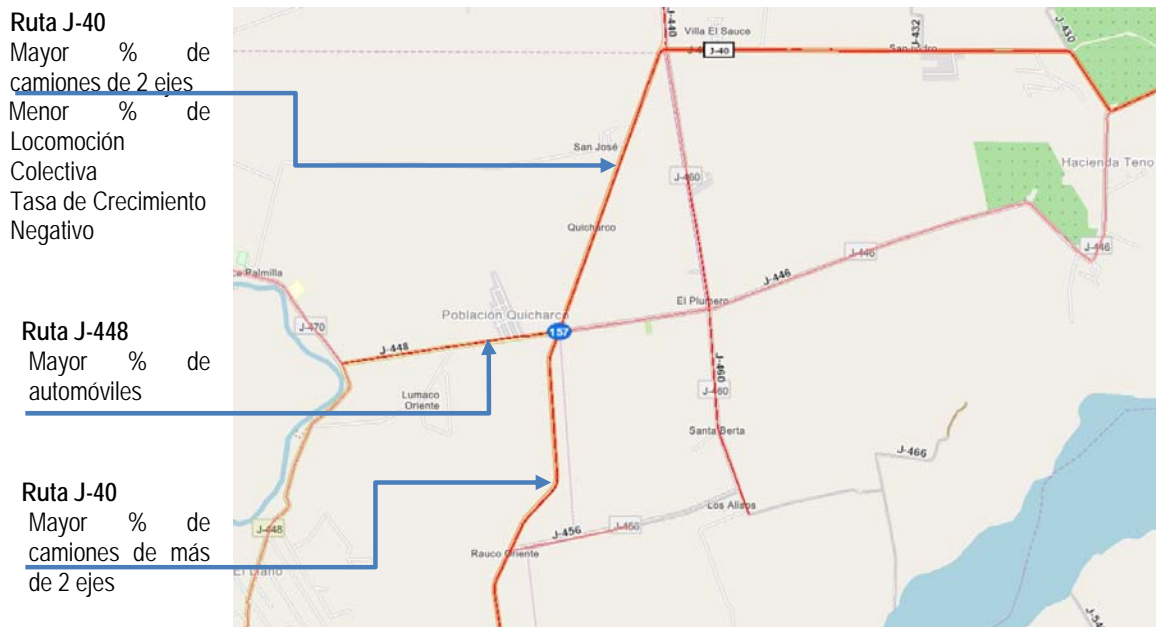 Ruta J-40
Mayor % de
camiones de 2 ejes
Menor % de
Locomoción
Colectiva
Tasa de Crecimiento
Negativo
Ruta J-448
Mayor % de
automóviles
Ruta J-40
Mayor % de
camiones de más
de 2 ejes
J-440
Villa El Sauce
J-432
J-430
J-40
San José
J-460
Hacienda Teno
Quicharco
J-446
J-446
J-446
Palmilla
Población Quicharco
El Plumero
157
J-470
J-448
J-460
J-460
Lumaco
Oriente
Santa Berta
J-466
Los Alisos
J-448
J-456
Rauco Oriente
El Llano